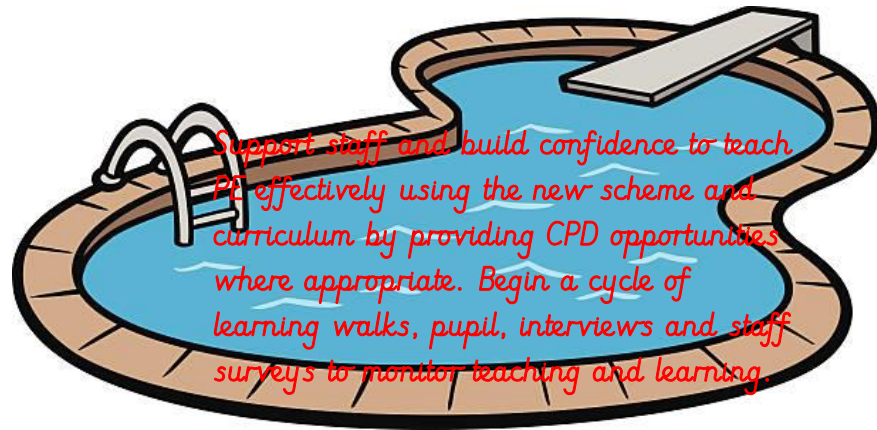 Support staff and build confidence to teach
PE effectively using the new scheme and
curriculum by providing CPD opportunities
where appropriate. Begin a cycle of
learning walks, pupil, interviews and staff
surveys to monitor teaching and learning.